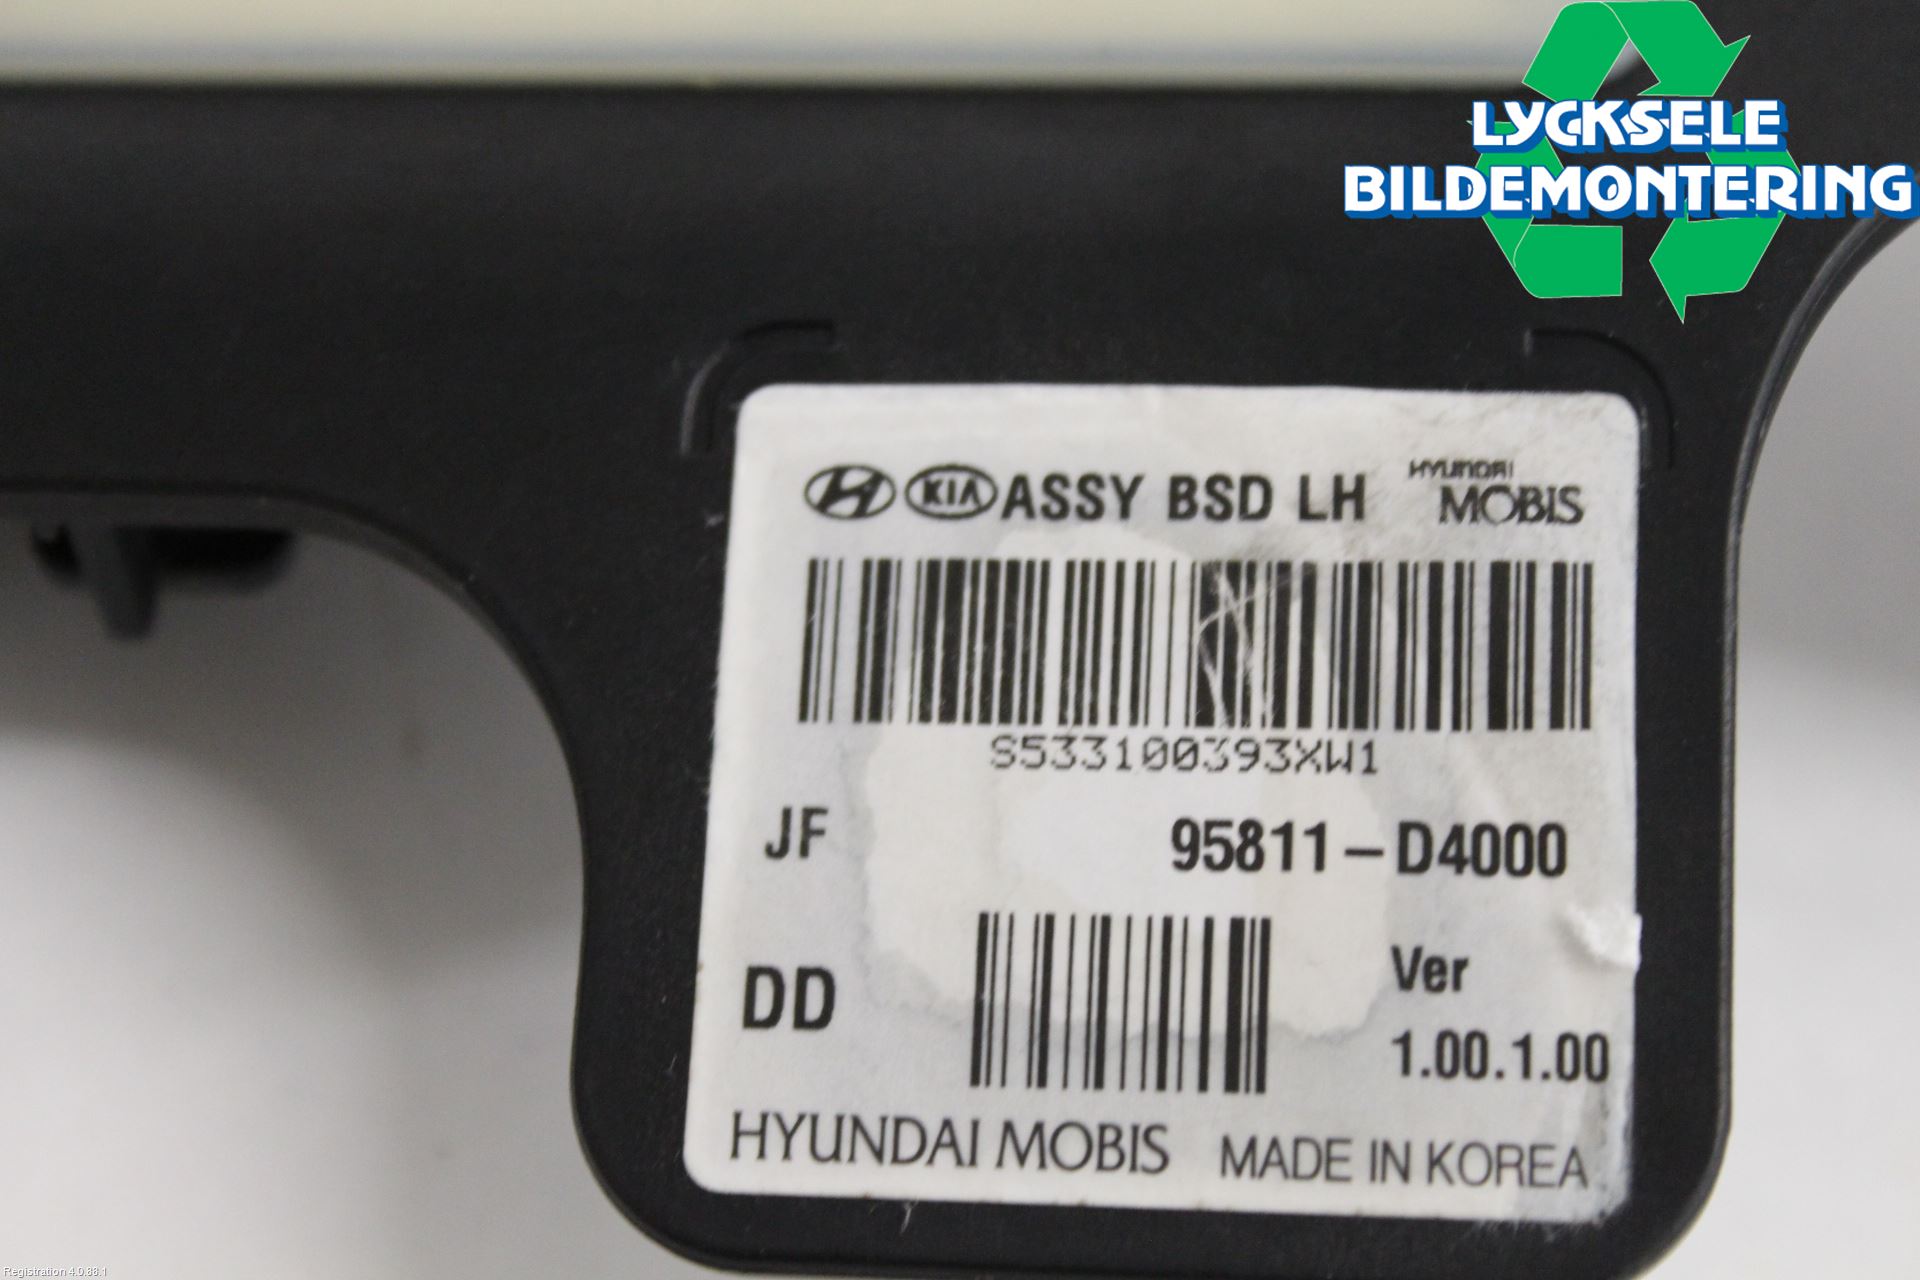 LYCKSELE
BILDEMONTERING
KIA ASSY BSD LH HYUNDAI MOBIS
S533100393XW1
JF 95811-D4000
DD Ver
1.00.1.00
HYUNDAI MOBIS MADE IN KOREA
Registration 4.0.88.1